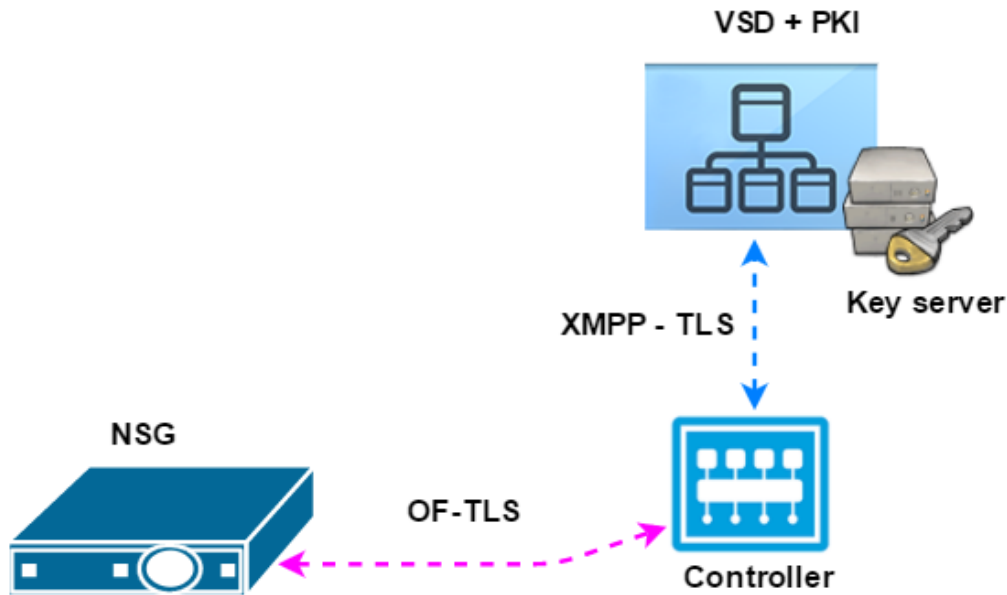 VSD + PKI
Key server
XMPP - TLS
NSG
OF-TLS
Controller